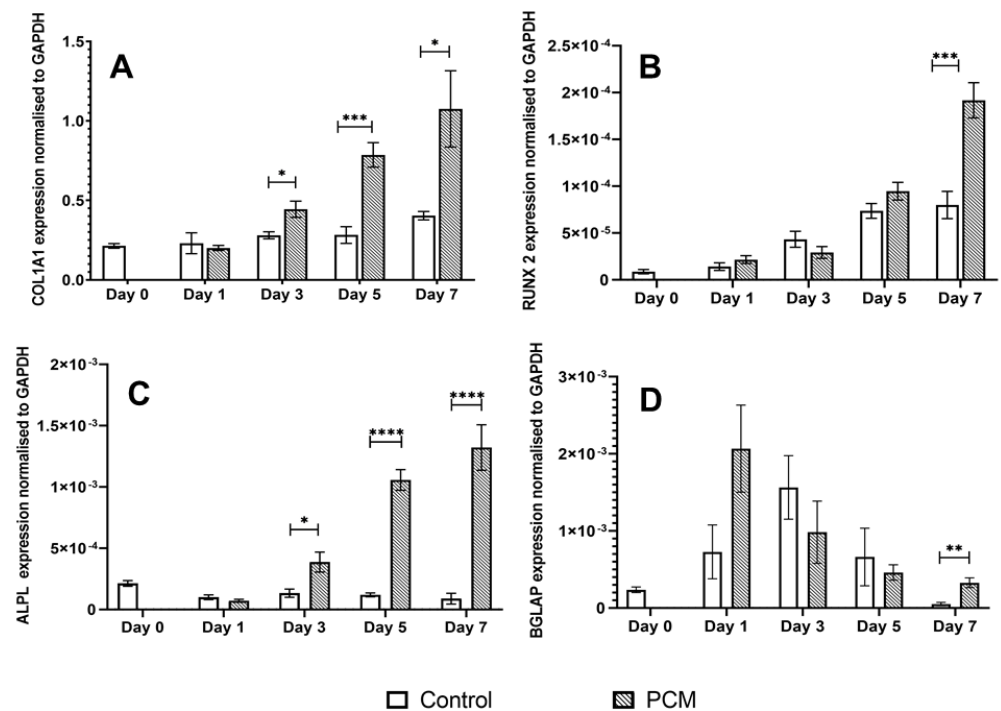 A
COL1A1 expression normalised to GAPDH
1.5
1.0
0.5
0.0
*
***
*
Day 0 Day 1 Day 3 Day 5 Day 7
B
RUNX 2 expression normalised to GAPDH
2.5×10⁻⁴
2×10⁻⁴
1×10⁻⁴
5×10⁻⁵
0
***
Day 0 Day 1 Day 3 Day 5 Day 7
C
ALPL expression normalised to GAPDH
2×10⁻³
1×10⁻³
1×10⁻³
5×10⁻⁴
0
*
****
****
Day 0 Day 1 Day 3 Day 5 Day 7
D
BGLAP expression normalised to GAPDH
3×10⁻³
2×10⁻³
1×10⁻³
0
**
Day 0 Day 1 Day 3 Day 5 Day 7
Control PCM